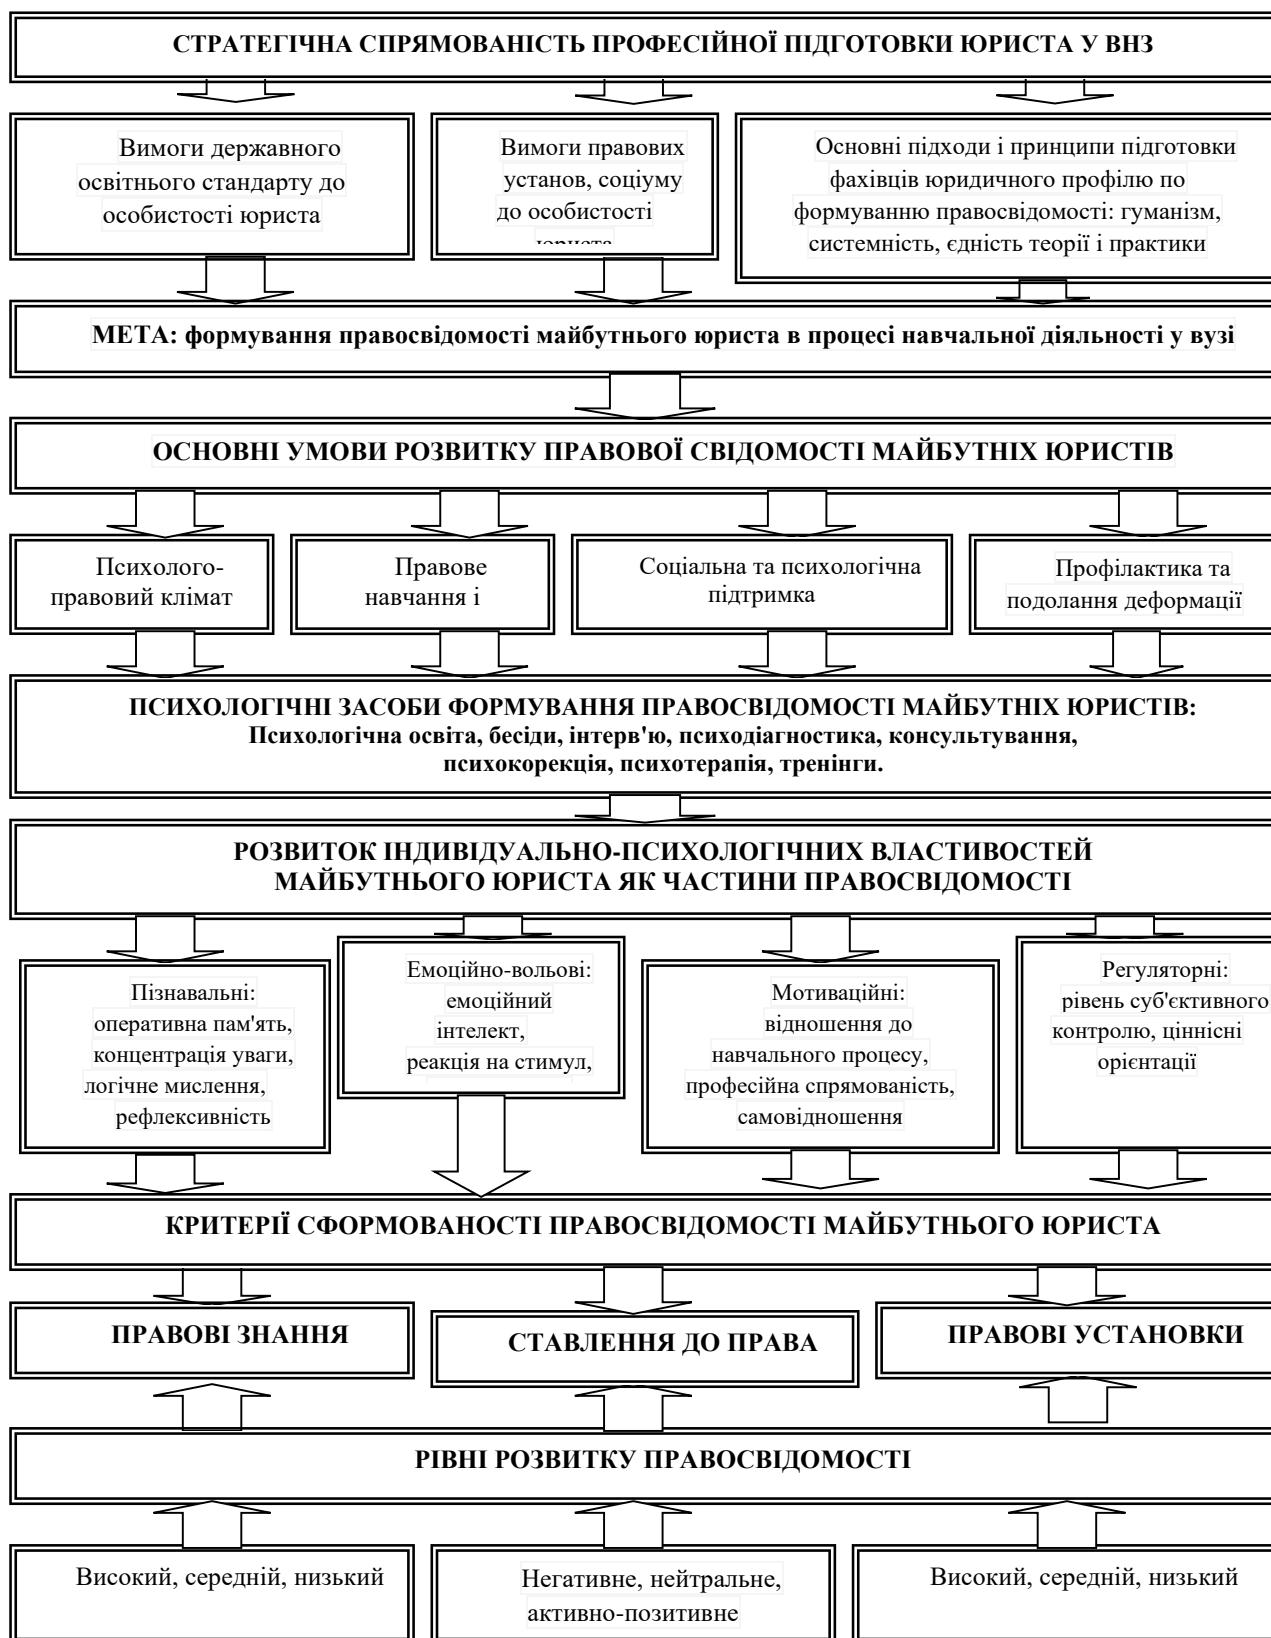 СТРАТЕГІЧНА СПРЯМОВАНІСТЬ ПРОФЕСІЙНОЇ ПІДГОТОВКИ ЮРИСТА У ВНЗ
Вимоги державного
освітнього стандарту до
особистості юриста
Вимоги правових
установ, соціуму
до особистості
Основні підходи і принципи підготовки
фахівців юридичного профілю по
формуванню правосвідомості: гуманізм,
системність, єдність теорії і практики
МЕТА: формування правосвідомості майбутнього юриста в процесі навчальної діяльності у вузі
ОСНОВНІ УМОВИ РОЗВИТКУ ПРАВОВОЇ СВІДОМОСТІ МАЙБУТНІХ ЮРИСТІВ
Психолого-
правовий клімат
Правове
навчання і
Соціальна та психологічна
підтримка
Профілактика та
подолання деформації
ПСИХОЛОГІЧНІ ЗАСОБИ ФОРМУВАННЯ ПРАВОСВІДОМОСТІ МАЙБУТНІХ ЮРИСТІВ:
Психологічна освіта, бесіди, інтерв'ю, психодіагностика, консультування,
психокорекція, психотерапія, тренінги.
РОЗВИТОК ІНДИВІДУАЛЬНО-ПСИХОЛОГІЧНИХ ВЛАСТИВОСТЕЙ
МАЙБУТНЬОГО ЮРИСТА ЯК ЧАСТИНИ ПРАВОСВІДОМОСТІ
Пізнавальні:
оперативна пам'ять,
концентрація уваги,
логічне мислення,
рефлексивність
Емоційно-вольові:
емоційний
інтелект,
реакція на стимул,
Мотиваційні:
відношення до
навчального процесу,
професійна спрямованість,
самовідношення
Регуляторні:
рівень суб'єктивного
контролю, ціннісні
орієнтації
КРИТЕРІЇ СФОРМОВАНОСТІ ПРАВОСВІДОМОСТІ МАЙБУТНЬОГО ЮРИСТА
ПРАВОВІ ЗНАННЯ
СТАВЛЕННЯ ДО ПРАВА
ПРАВОВІ УСТАНОВКИ
РІВНІ РОЗВИТКУ ПРАВОСВІДОМОСТІ
Високий, середній, низький
Негативне, нейтральне,
активно-позитивне
Високий, середній, низький